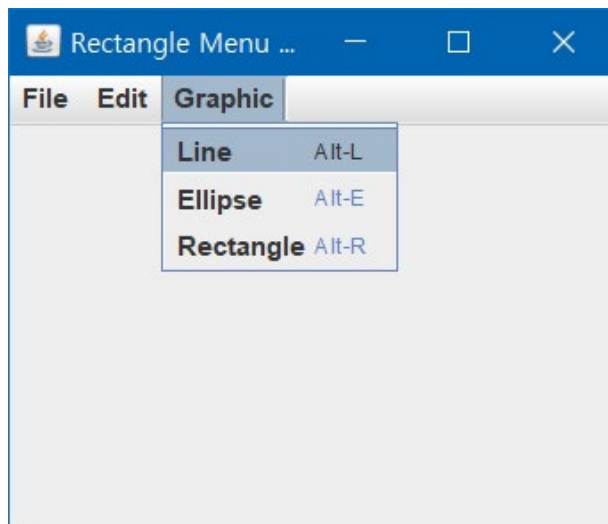 Rectangle Menu ...
File Edit Graphic
Line Alt-L
Ellipse Alt-E
Rectangle Alt-R